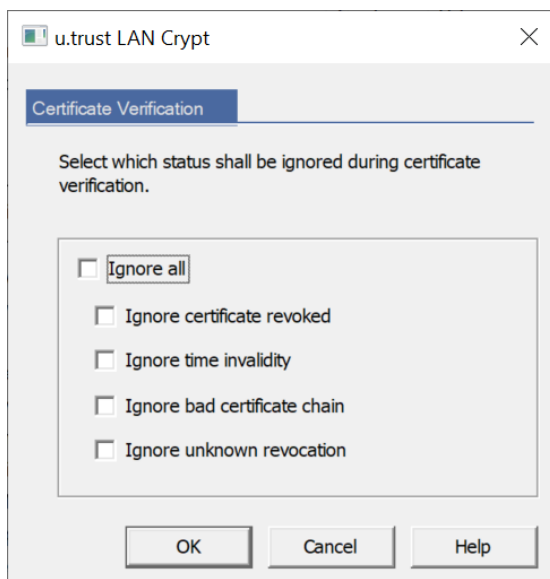 u.trust LAN Crypt
Certificate Verification
Select which status shall be ignored during certificate
verification.
Ignore all
Ignore certificate revoked
Ignore time invalidity
Ignore bad certificate chain
Ignore unknown revocation
OK Cancel Help